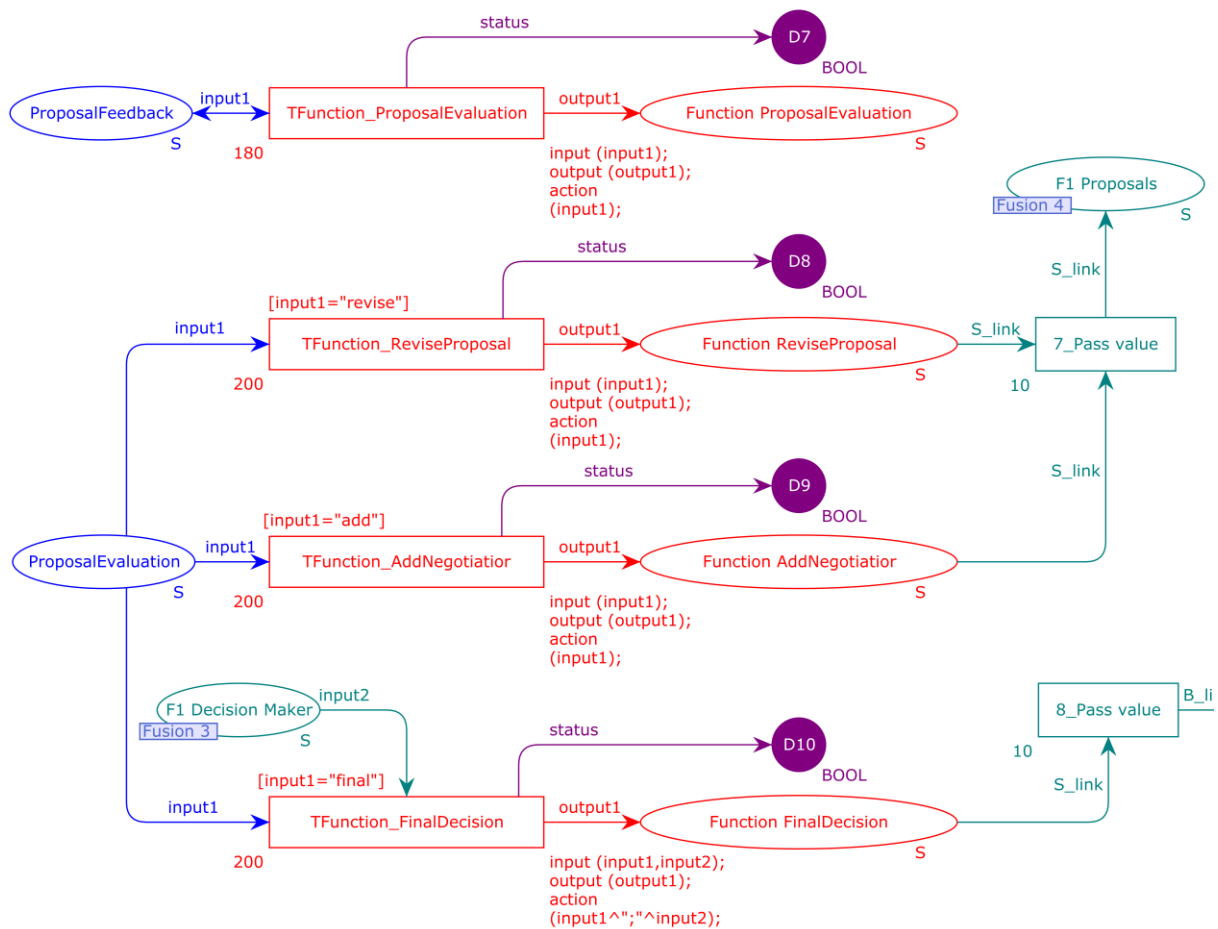 status
D7
BOOL
ProposalFeedback
S
input1
TFunction_ProposalEvaluation
180
output1
Function ProposalEvaluation
S
input (input1);
output (output1);
action
(input1);
F1 Proposals
Fusion 4
S
S_link
status
D8
BOOL
[input1="revise"]
input1
TFunction_ReviseProposal
200
output1
Function ReviseProposal
S
S_link
7_Pass value
10
input (input1);
output (output1);
action
(input1);
S_link
status
D9
BOOL
[input1="add"]
ProposalEvaluation
S
input1
TFunction_AddNegotiatior
200
output1
Function AddNegotiatior
S
input (input1);
output (output1);
action
(input1);
F1 Decision Maker
Fusion 3
S
input2
status
D10
BOOL
8_Pass value
10
B_li
S_link
[input1="final"]
input1
TFunction_FinalDecision
200
output1
Function FinalDecision
S
input (input1,input2);
output (output1);
action
(input1^";"^input2);